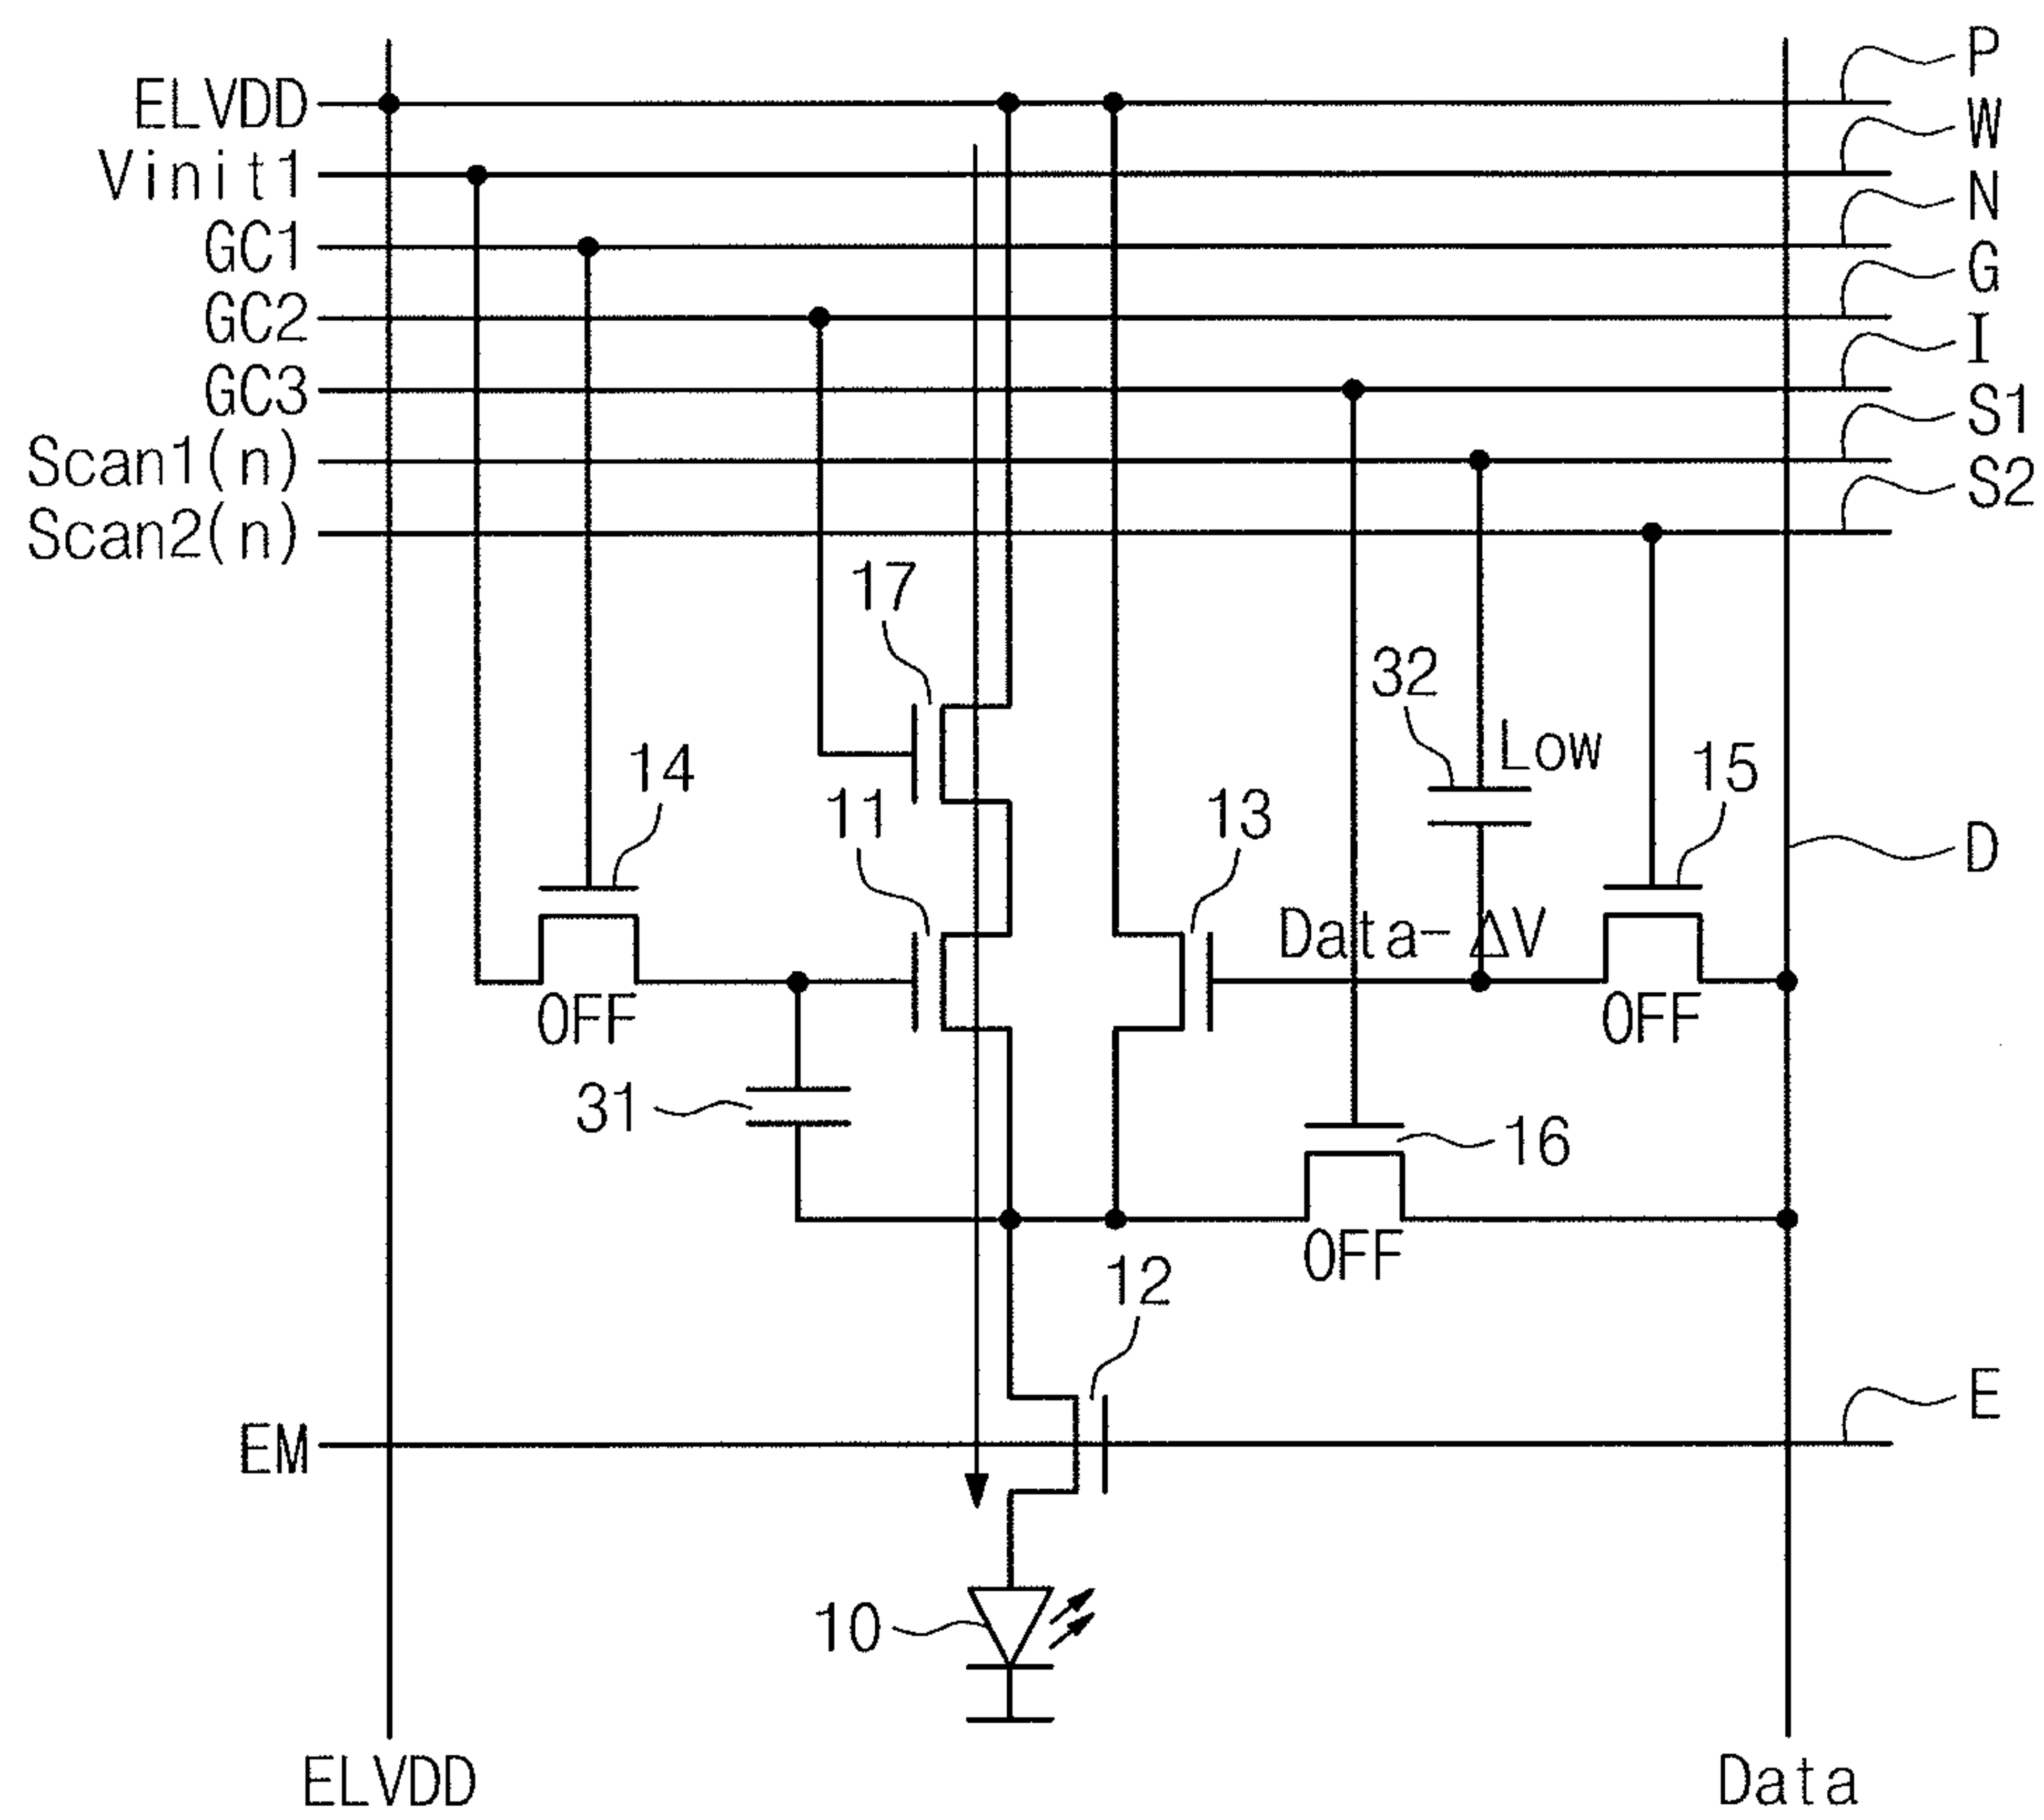 P
ELVDD
W
Vinit1
N
GC1
G
GC2
I
GC3
S1
Scan1(n)
S2
Scan2(n)
17
32
Low
14
15
11
13
D
Data-ΔV
OFF
OFF
31
16
OFF
12
E
EM
10
ELVDD
Data